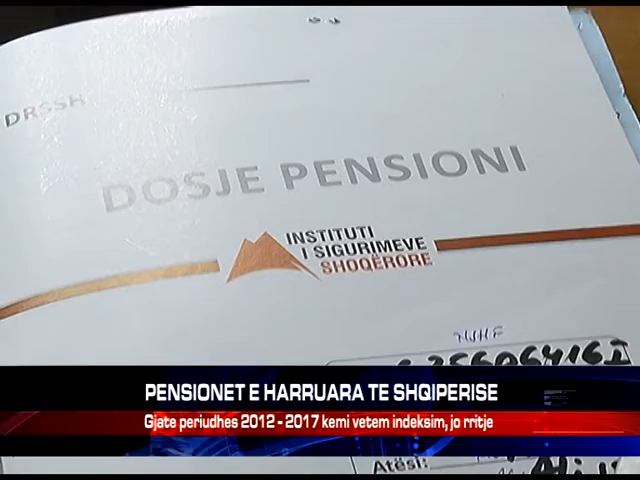 DRSSH
DOSJE PENSIONI
INSTITUTI
I SIGURIMEVE
SHOQËRORE
PENSIONET E HARRUARA TE SHQIPERISE
Gjate periudhes 2012 - 2017 kemi vetem indeksim, jo rritje
Atësi: